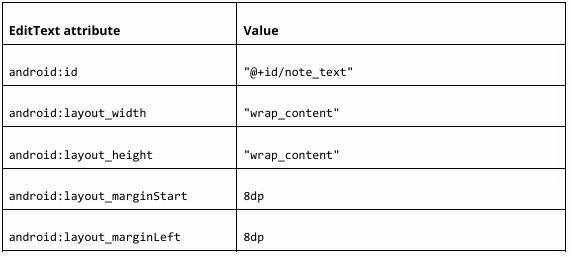 EditText attribute Value
android:id "@+id/note_text"
android:layout_width "wrap_content"
android:layout_height "wrap_content"
android:layout_marginStart 8dp
android:layout_marginLeft 8dp